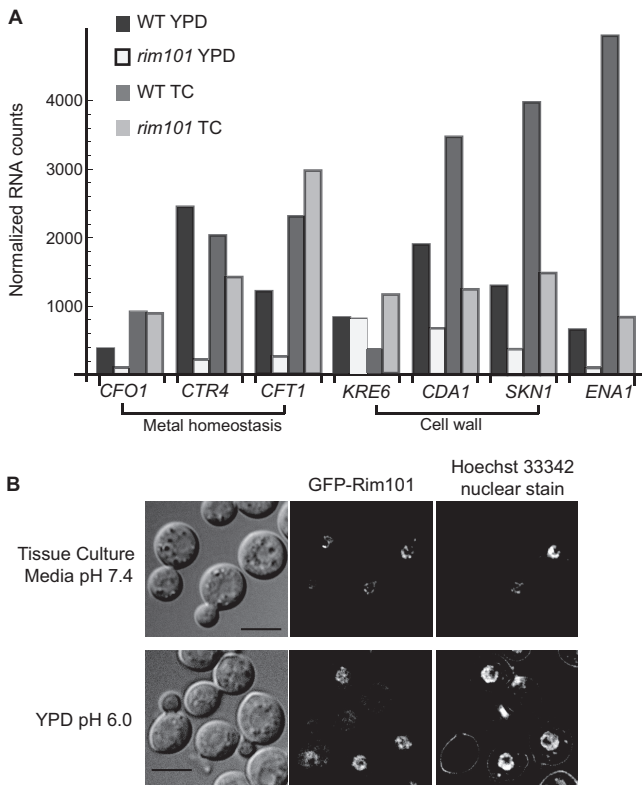 A
WT YPD
rim101 YPD
WT TC
rim101 TC
Normalized RNA counts
4000
3000
2000
1000
CFO1 CTR4 CFT1 KRE6 CDA1 SKN1 ENA1
Metal homeostasis Cell wall
B
GFP-Rim101
Hoechst 33342
nuclear stain
Tissue Culture
Media pH 7.4
YPD pH 6.0